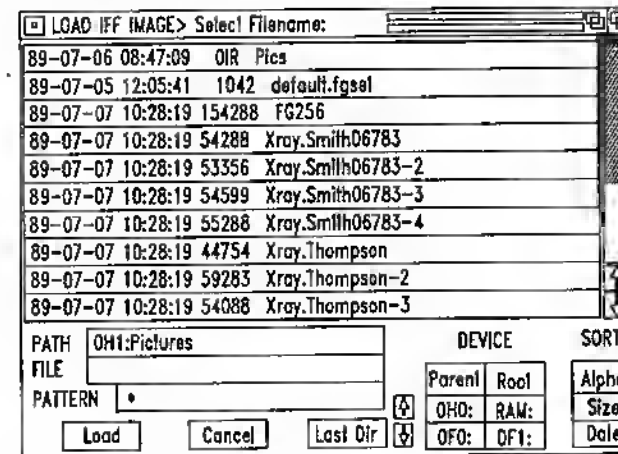 LOAD IFF IMAGE> Select Filename:
89-07-06 08:47:09 DIR Pics
89-07-05 12:05:41 1042 default.fgsel
89-07-07 10:28:19 154288 FG256
89-07-07 10:28:19 54288 Xray.Smith06783
89-07-07 10:28:19 53356 Xray.Smith06783-2
89-07-07 10:28:19 54599 Xray.Smith06783-3
89-07-07 10:28:19 55288 Xray.Smith06783-4
89-07-07 10:28:19 44754 Xray.Thompson
89-07-07 10:28:19 59283 Xray.Thompson-2
89-07-07 10:28:19 54088 Xray.Thompson-3
PATH DH1:Pictures
FILE
PATTERN *
Load Cancel Last Dir
DEVICE
Parent Root
DH0: RAM:
DF0: DF1:
SORT
Alpha
Size
Date